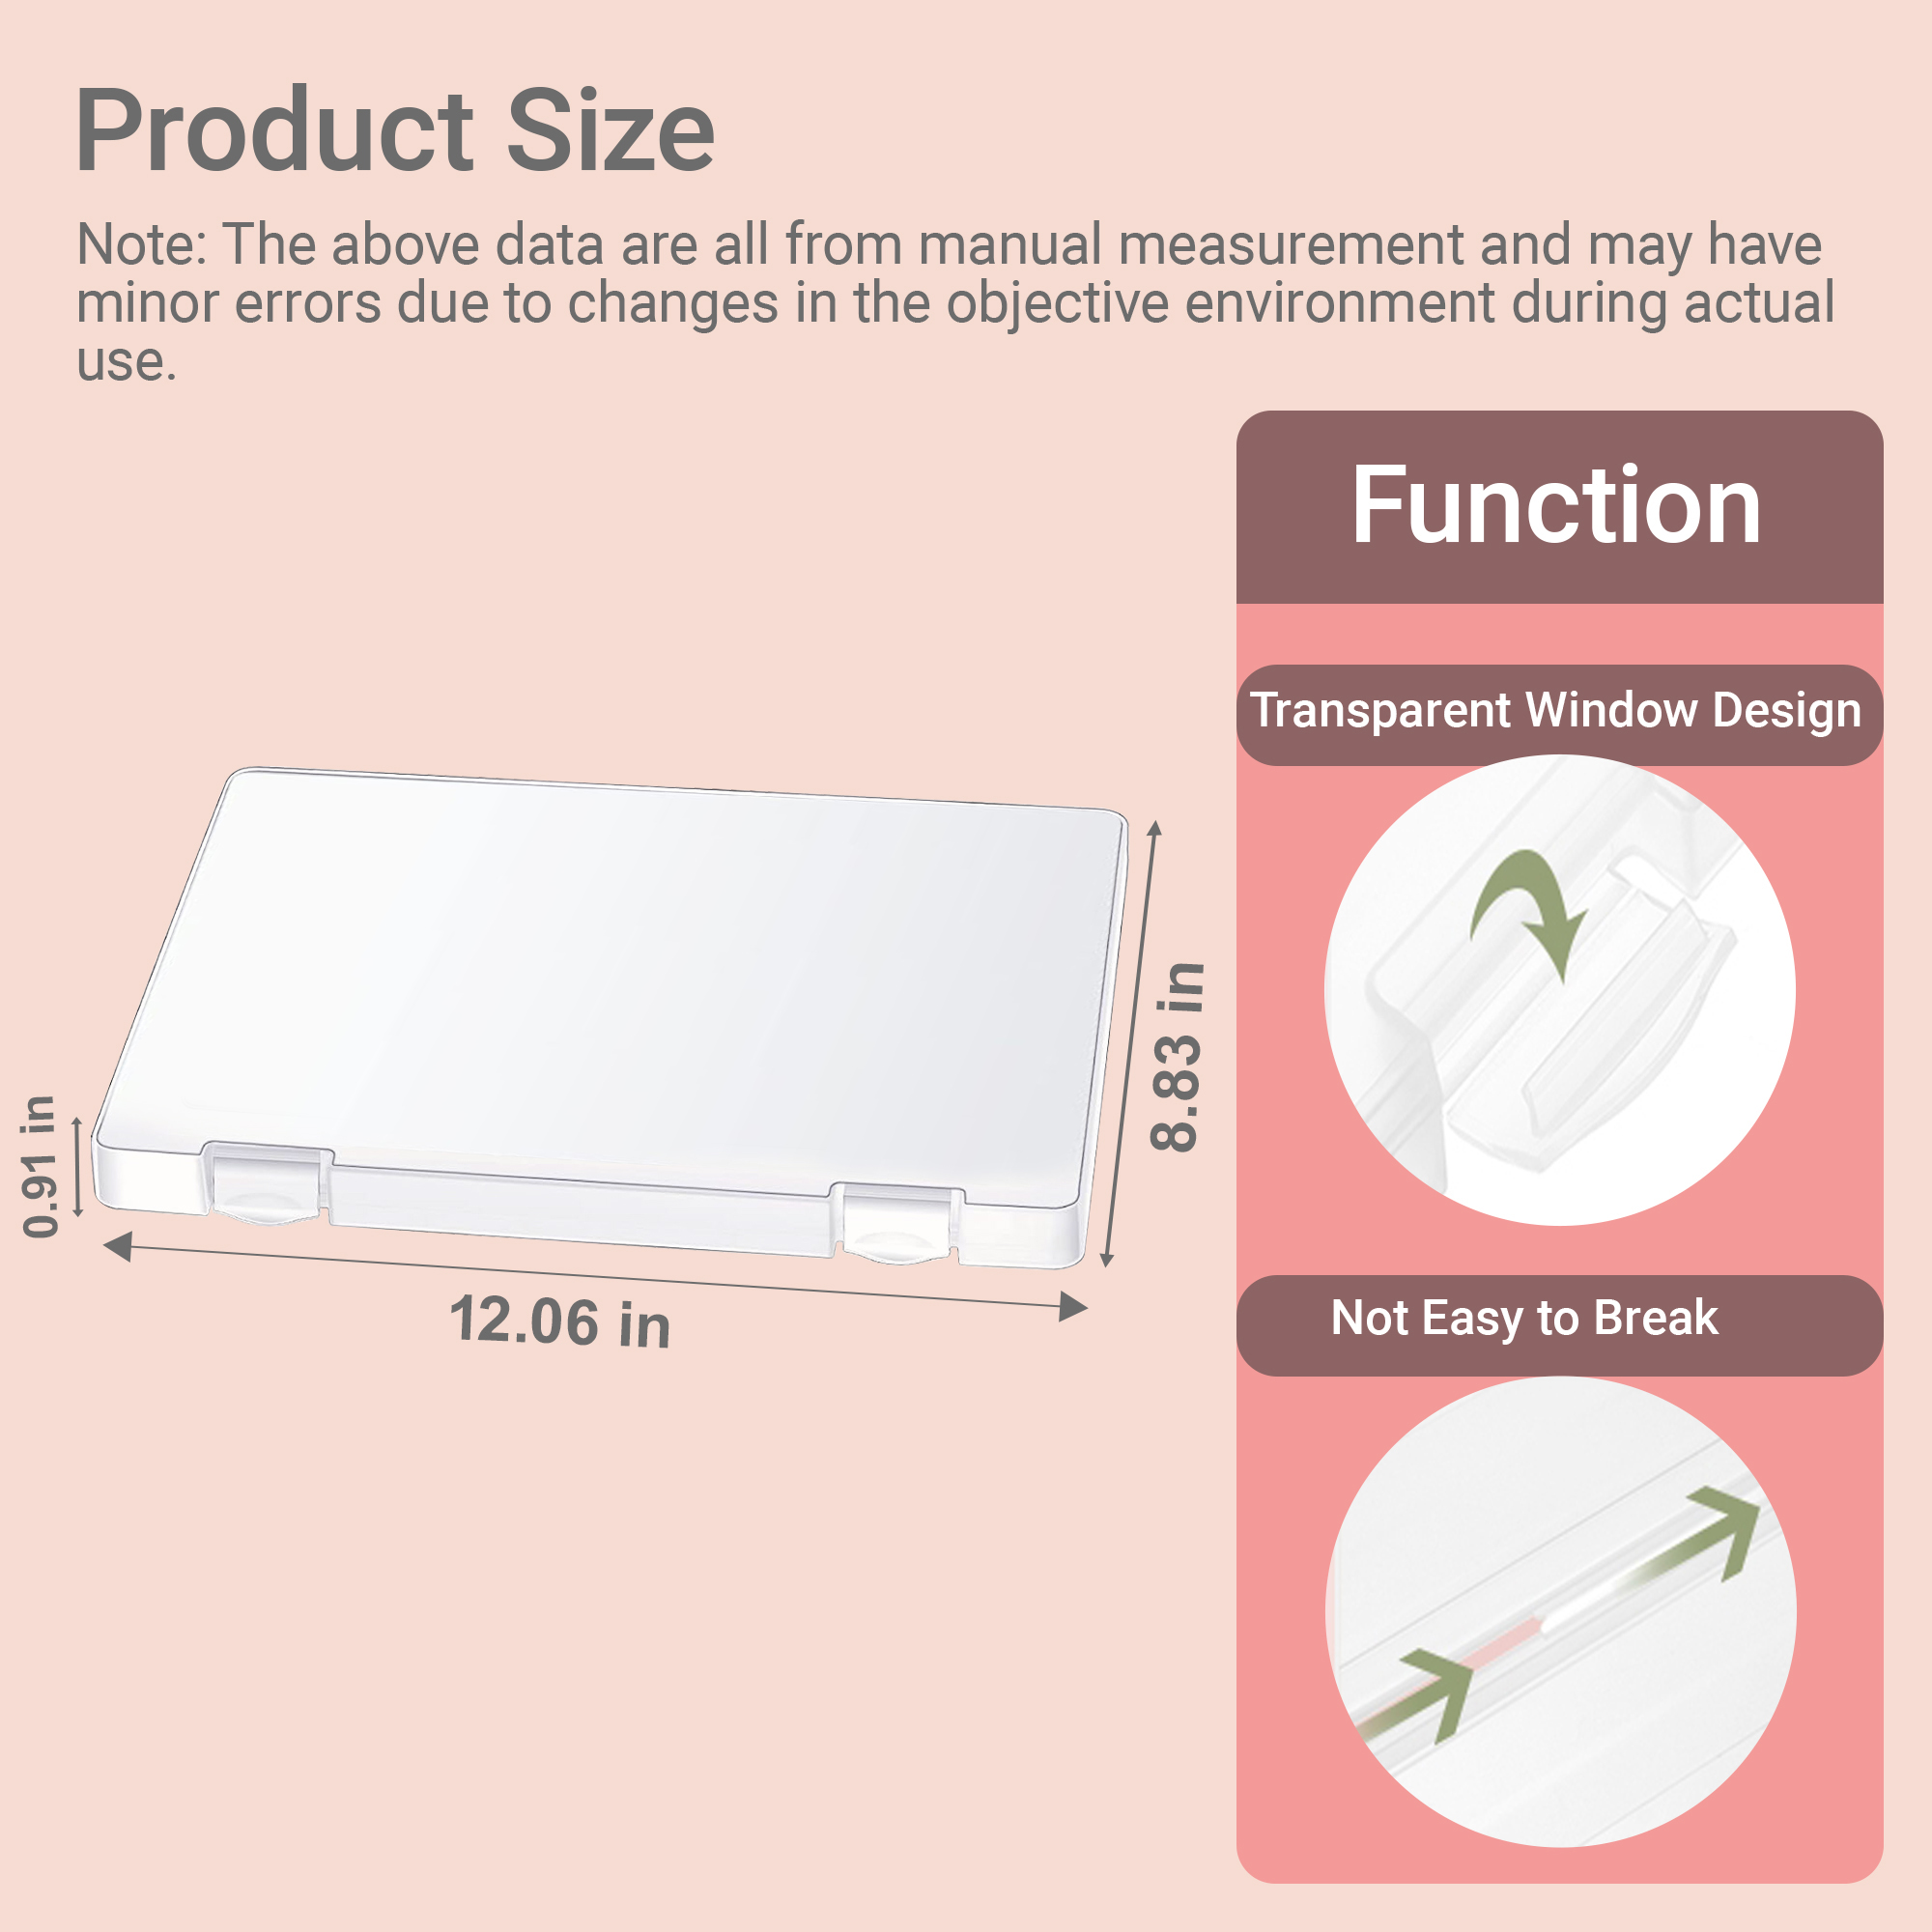 Product Size
Note: The above data are all from manual measurement and may have
minor errors due to changes in the objective environment during actual
use.
Function
Transparent Window Design
0.91 in
12.06 in
8.83 in
Not Easy to Break